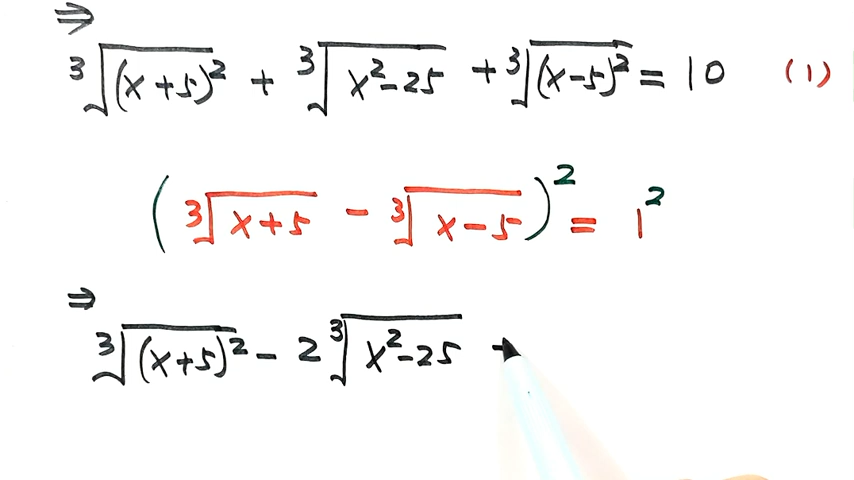 ⇒
∛(x+5)² + ∛x²-25 + ∛(x-5)² = 10 (1)
(∛x+5 - ∛x-5)² = 1²
⇒
∛(x+5)² - 2∛x²-25 +